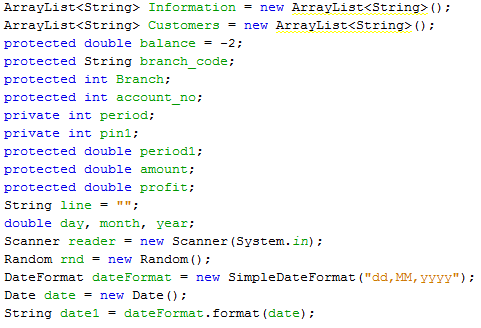 ArrayList<String> Information = new ArrayList<String>();
ArrayList<String> Customers = new ArrayList<String>();
protected double balance = -2;
protected String branch_code;
protected int Branch;
protected int account_no;
private int period;
private int pin1;
protected double period1;
protected double amount;
protected double profit;
String line = "";
double day, month, year;
Scanner reader = new Scanner(System.in);
Random rnd = new Random();
DateFormat dateFormat = new SimpleDateFormat("dd,MM,yyyy");
Date date = new Date();
String date1 = dateFormat.format(date);